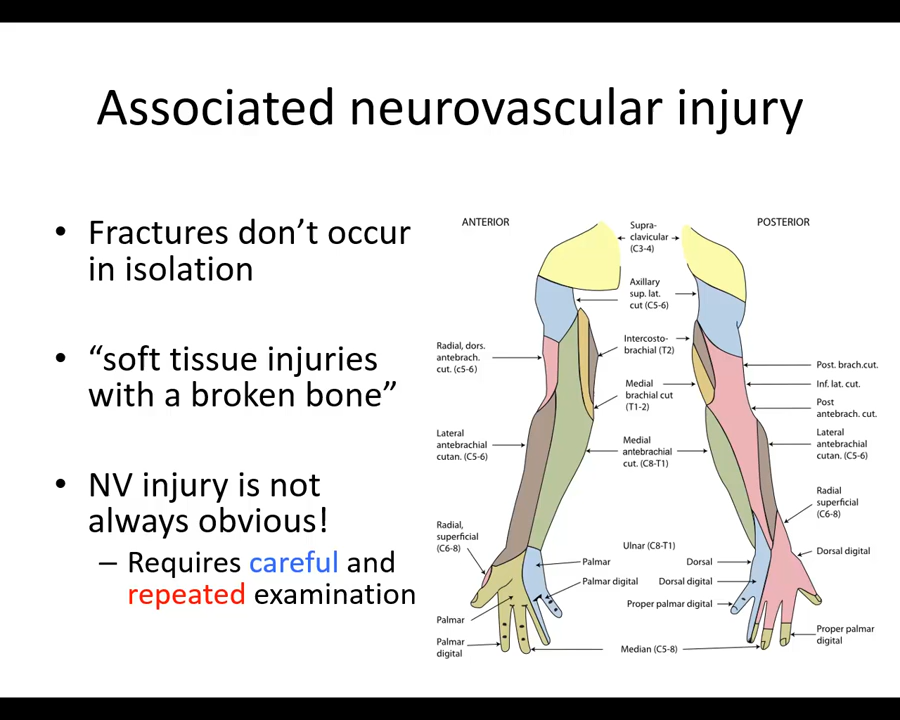 Associated neurovascular injury
• Fractures don’t occur
in isolation
• “soft tissue injuries
with a broken bone”
• NV injury is not
always obvious!
– Requires careful and
repeated examination
ANTERIOR
POSTERIOR
Supra-
clavicular
(C3-4)
Axillary
sup. lat.
cut (C5-6)
Intercosto-
brachial (T2)
Medial
brachial cut
(T1-2)
Medial
antebrachial
cut. (C8-T1)
Radial, dors.
antebrach.
cut. (c5-6)
Lateral
antebrachial
cutan. (C5-6)
Radial,
superficial
(C6-8)
Palmar
Palmar
digital
Ulnar (C8-T1)
Palmar
Palmar digital
Dorsal
Dorsal digital
Proper palmar digital
Median (C5-8)
Post. brach.cut.
Inf. lat. cut.
Post
antebrach. cut.
Lateral
antebrachial
cutan. (C5-6)
Radial
superficial
(C6-8)
Dorsal digital
Proper palmar
digital